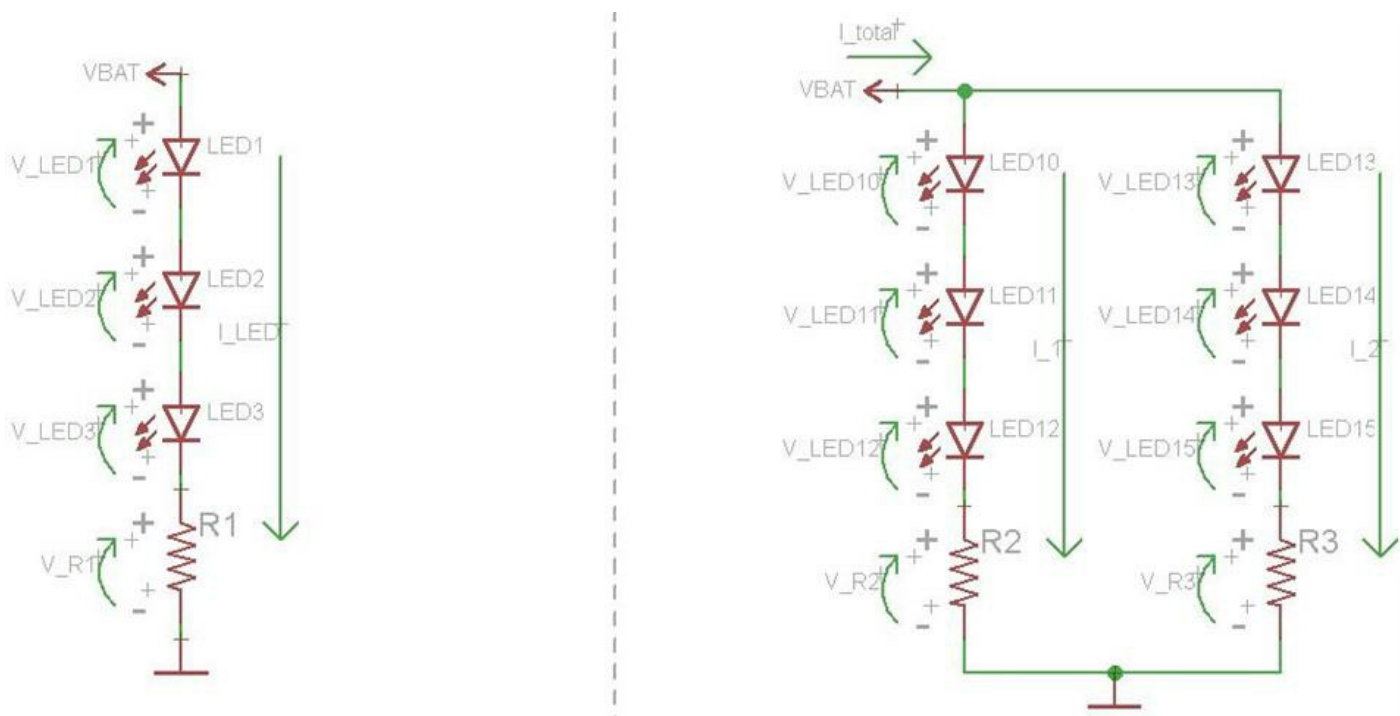 VBAT
V_LED1
LED1
V_LED2
LED2
I_LED
V_LED3
LED3
V_R1
R1
I_total
VBAT
V_LED10
LED10
V_LED13
LED13
V_LED11
LED11
V_LED14
LED14
I_1
I_2
V_LED12
LED12
V_LED15
LED15
V_R2
R2
V_R3
R3